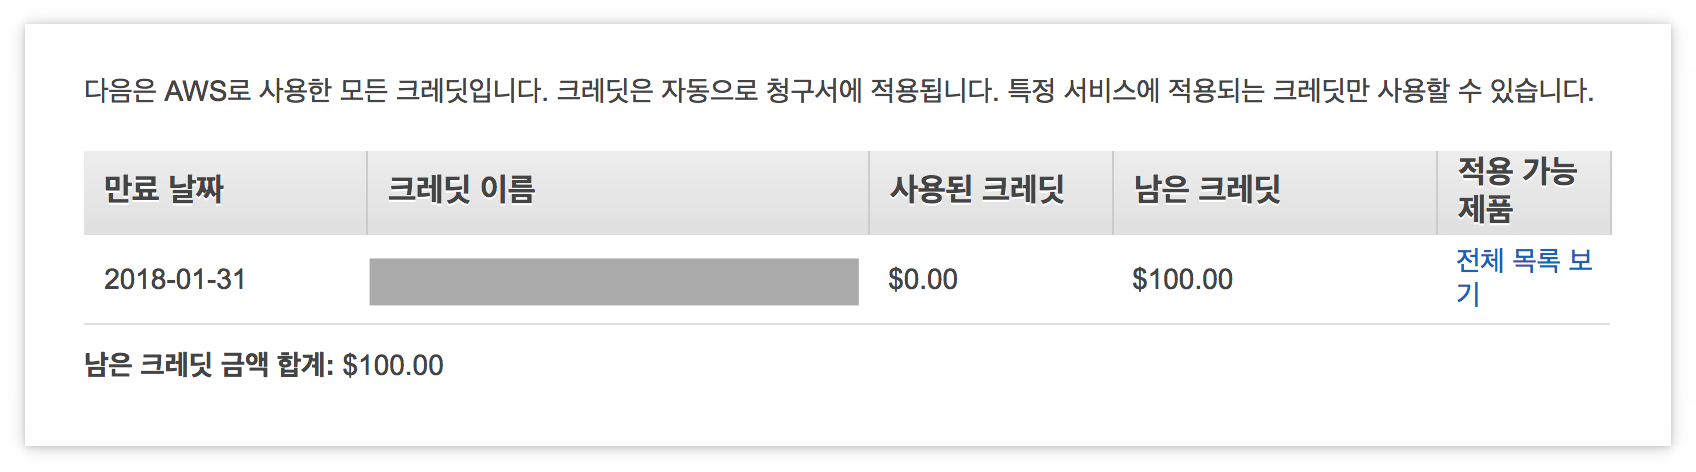 다음은 AWS로 사용한 모든 크레딧입니다. 크레딧은 자동으로 청구서에 적용됩니다. 특정 서비스에 적용되는 크레딧만 사용할 수 있습니다.
만료 날짜 크레딧 이름 사용된 크레딧 남은 크레딧 적용 가능
제품
2018-01-31 $0.00 $100.00 전체 목록 보
기
남은 크레딧 금액 합계: $100.00